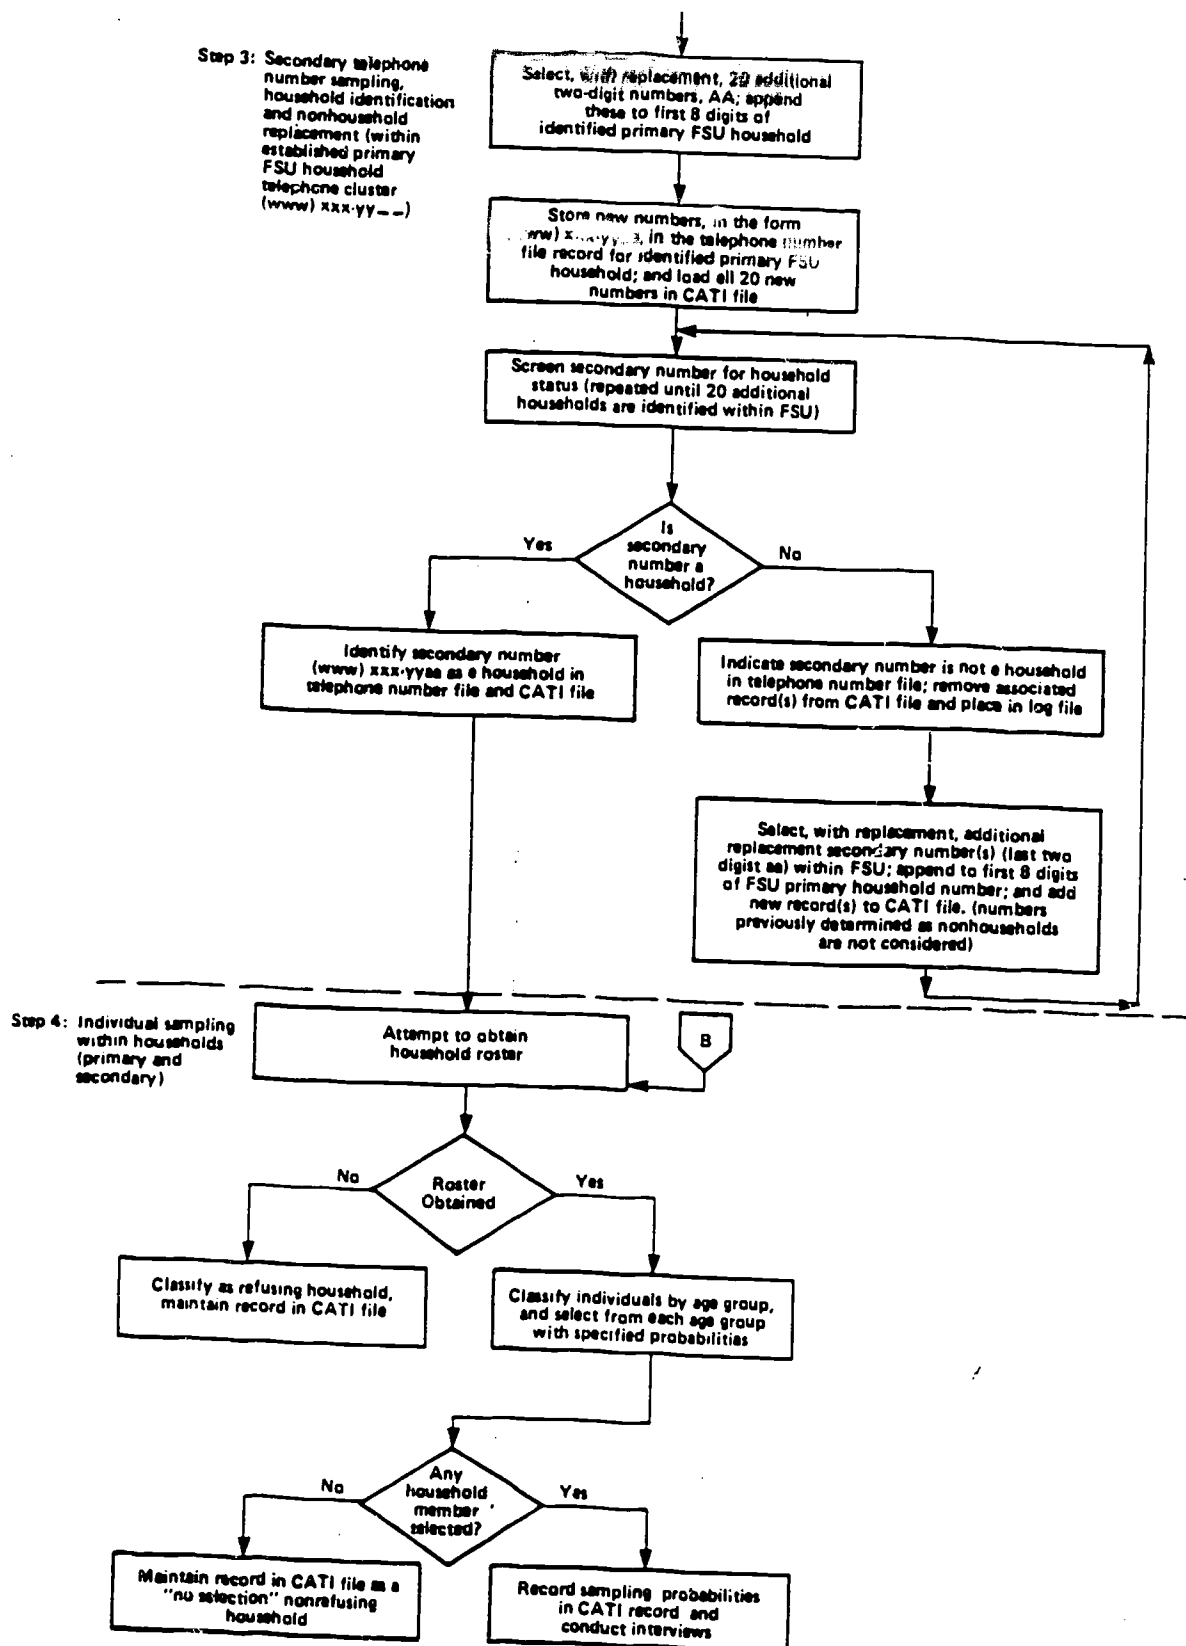 Step 3: Secondary telephone
number sampling,
household identification
and nonhousehold
replacement (within
established primary
FSU household
telephone cluster
(www) xxx-yy__)
Select, with replacement, 20 additional
two-digit numbers, AA; append
these to first 8 digits of
identified primary FSU household
Store new numbers, in the form
in the telephone number
file record for identified primary FSU
household; and load all 20 new
numbers in CATI file
Screen secondary number for household
status (repeated until 20 additional
households are identified within FSU)
Is
secondary
number a
household?
Yes
No
Identify secondary number
(www) xxx-yyaa as a household in
telephone number file and CATI file
Indicate secondary number is not a household
in telephone number file; remove associated
record(s) from CATI file and place in log file
Select, with replacement, additional
replacement secondary number(s) (last two
digist aa) within FSU; append to first 8 digits
of FSU primary household number; and add
new record(s) to CATI file. (numbers
previously determined as nonhouseholds
are not considered)
Step 4: Individual sampling
within households
(primary and
secondary)
Attempt to obtain
household roster
B
Roster
Obtained
No
Yes
Classify as refusing household,
maintain record in CATI file
Classify individuals by age group,
and select from each age group
with specified probabilities
Any
household
member
selected?
No
Yes
Maintain record in CATI file as a
"no selection" nonrefusing
household
Record sampling probabilities
in CATI record and
conduct interviews